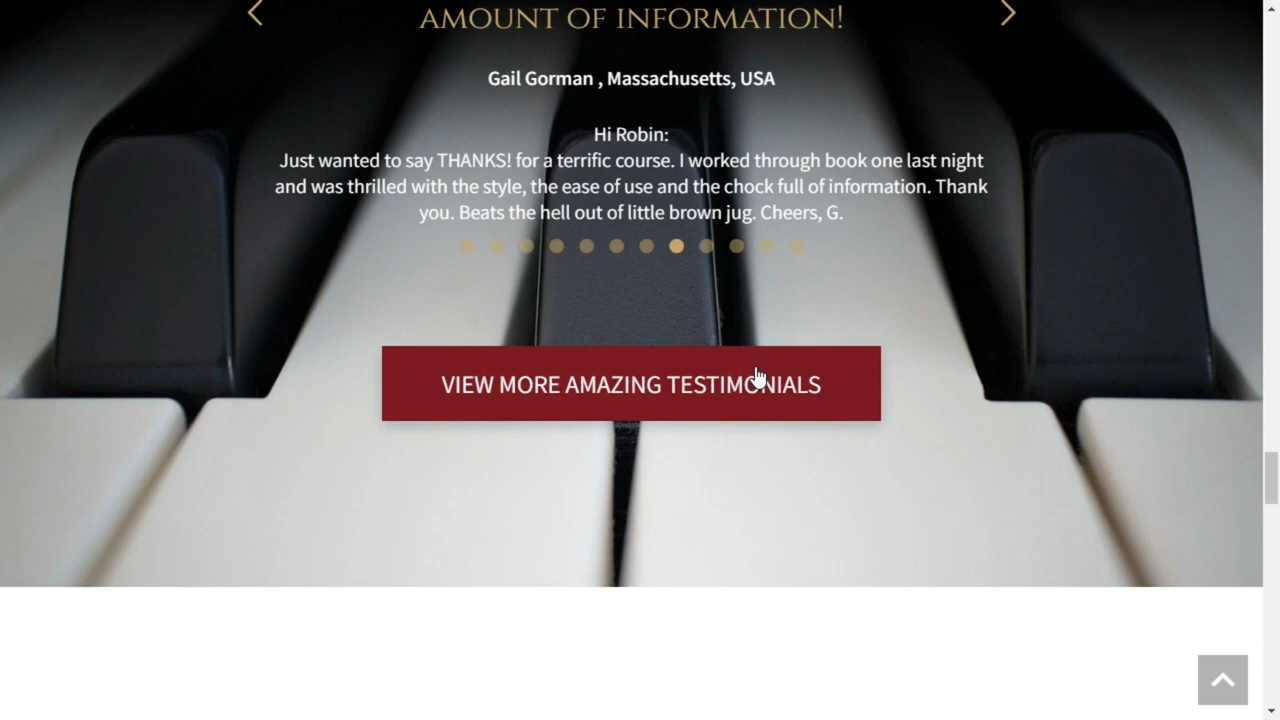 AMOUNT OF INFORMATION!
Gail Gorman , Massachusetts, USA
Hi Robin:
Just wanted to say THANKS! for a terrific course. I worked through book one last night
and was thrilled with the style, the ease of use and the chock full of information. Thank
you. Beats the hell out of little brown jug. Cheers, G.
VIEW MORE AMAZING TESTIMONIALS